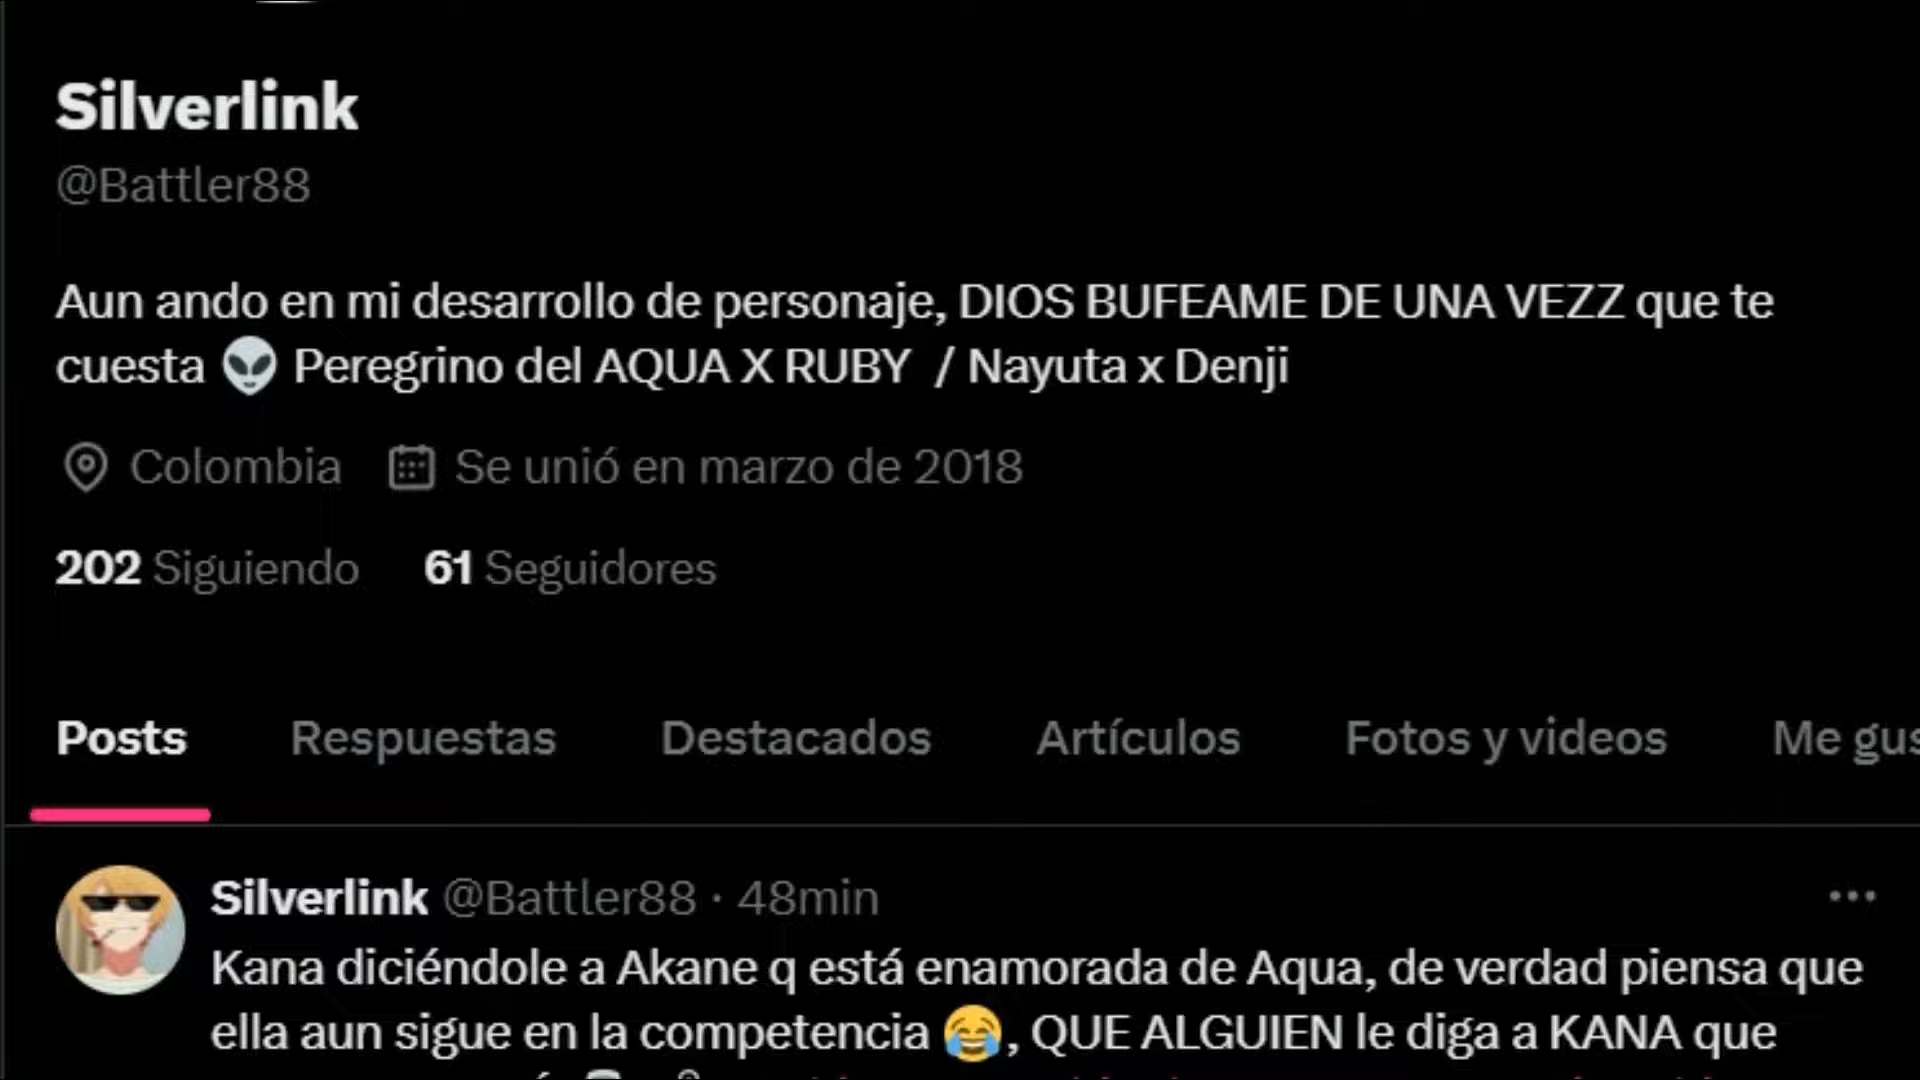 Silverlink
@Battler88
Aun ando en mi desarrollo de personaje, DIOS BUFEAME DE UNA VEZZ que te
cuesta 👽 Peregrino del AQUA X RUBY / Nayuta x Denji
Colombia Se unió en marzo de 2018
202 Siguiendo 61 Seguidores
Posts Respuestas Destacados Artículos Fotos y videos Me gus
Silverlink @Battler88 · 48min
Kana diciéndole a Akane q está enamorada de Aqua, de verdad piensa que
ella aun sigue en la competencia 😂, QUE ALGUIEN le diga a KANA que